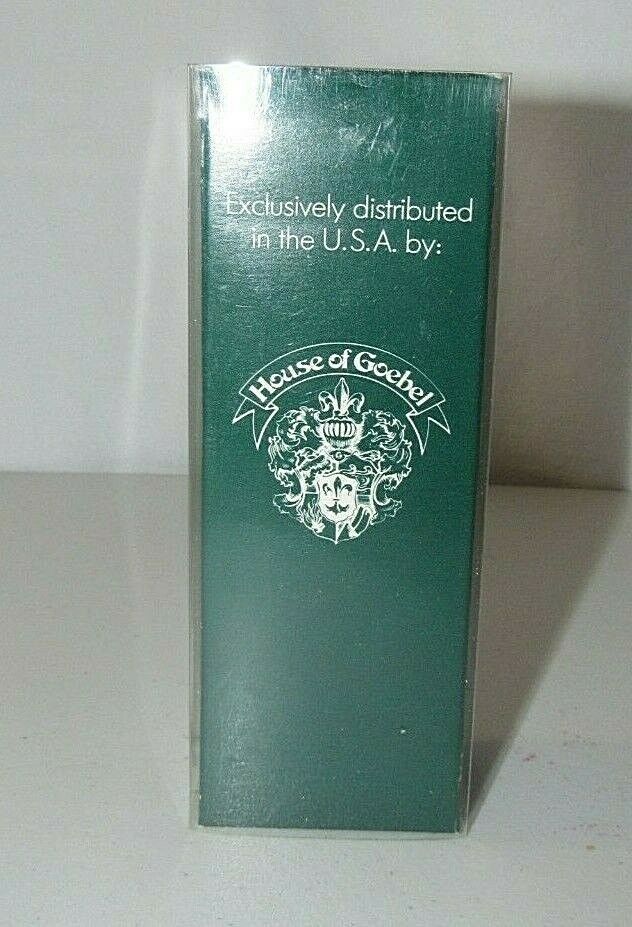 Exclusively distributed
in the U.S.A. by:
House of Goebel